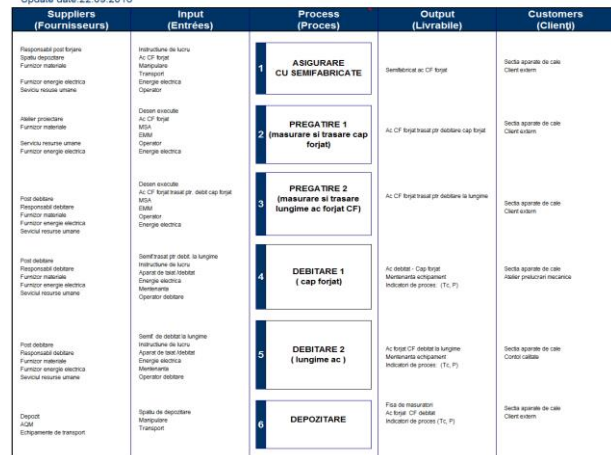 Update date:22.09.2016
Suppliers
(Fournisseurs)
Input
(Entrées)
Process
(Proces)
Output
(Livrabile)
Customers
(Clienţi)
Responsabil post forjare
Spatiu depozitare
Furnizor materiale
Furnizor energie electrica
Seviciu resuse umane
Instructiune de lucru
Ac CF forjat
Manipulare
Transport
Energie electrica
Operator
1
ASIGURARE
CU SEMIFABRICATE
Semifabricat ac CF forjat
Sectia aparate de cale
Client extern
Atelier proiectare
Furnizor materiale
Serviciu resurse umane
Furnizor energie electrica
Desen executie
Ac CF forjat
MSA
EMM
Operator
Energie electrica
2
PREGATIRE 1
(masurare si trasare cap
forjat)
Ac CF forjat trasat ptr debitare cap forjat
Sectia aparate de cale
Client extern
Post debitare
Responsabil debitare
Furnizor materiale
Furnizor energie electrica
Seviciul resurse umane
Desen executie
Ac CF forjat trasat ptr. debit cap forjat
MSA
EMM
Operator
Energie electrica
3
PREGATIRE 2
(masurare si trasare
lungime ac forjat CF)
Ac CF forjat trasat ptr debitare la lungime
Sectia aparate de cale
Client extern
Post debitare
Responsabil debitare
Furnizor materiale
Furnizor energie electrica
Seviciul resurse umane
Semif.trasat ptr debit. la lungime
Instructiune de lucru
Aparat de taiat /debitat
Energie electrica
Mentenanta
Operator debitare
4
DEBITARE 1
( cap forjat)
Ac debitat - Cap forjat
Mentenanta echipament
Indicatori de proces: (Tc, P)
Sectia aparate de cale
Atelier prelucrari mecanice
Post debitare
Responsabil debitare
Furnizor materiale
Furnizor energie electrica
Seviciul resurse umane
Semif. de debitat la lungime
Instructiune de lucru
Aparat de taiat /debitat
Energie electrica
Mentenanta
Operator debitare
5
DEBITARE 2
( lungime ac )
Ac forjat CF debitat la lungime
Mentenanta echipament
Indicatori de proces: (Tc, P)
Sectia aparate de cale
Contol calitate
Depozit
AQM
Echipamente de transport
Spatiu de depozitare
Manipulare
Transport
6
DEPOZITARE
Fisa de masuratori
Ac forjat CF debitat
Indicatori de proces (Tc, P)
Sectia aparate de cale
Client extern